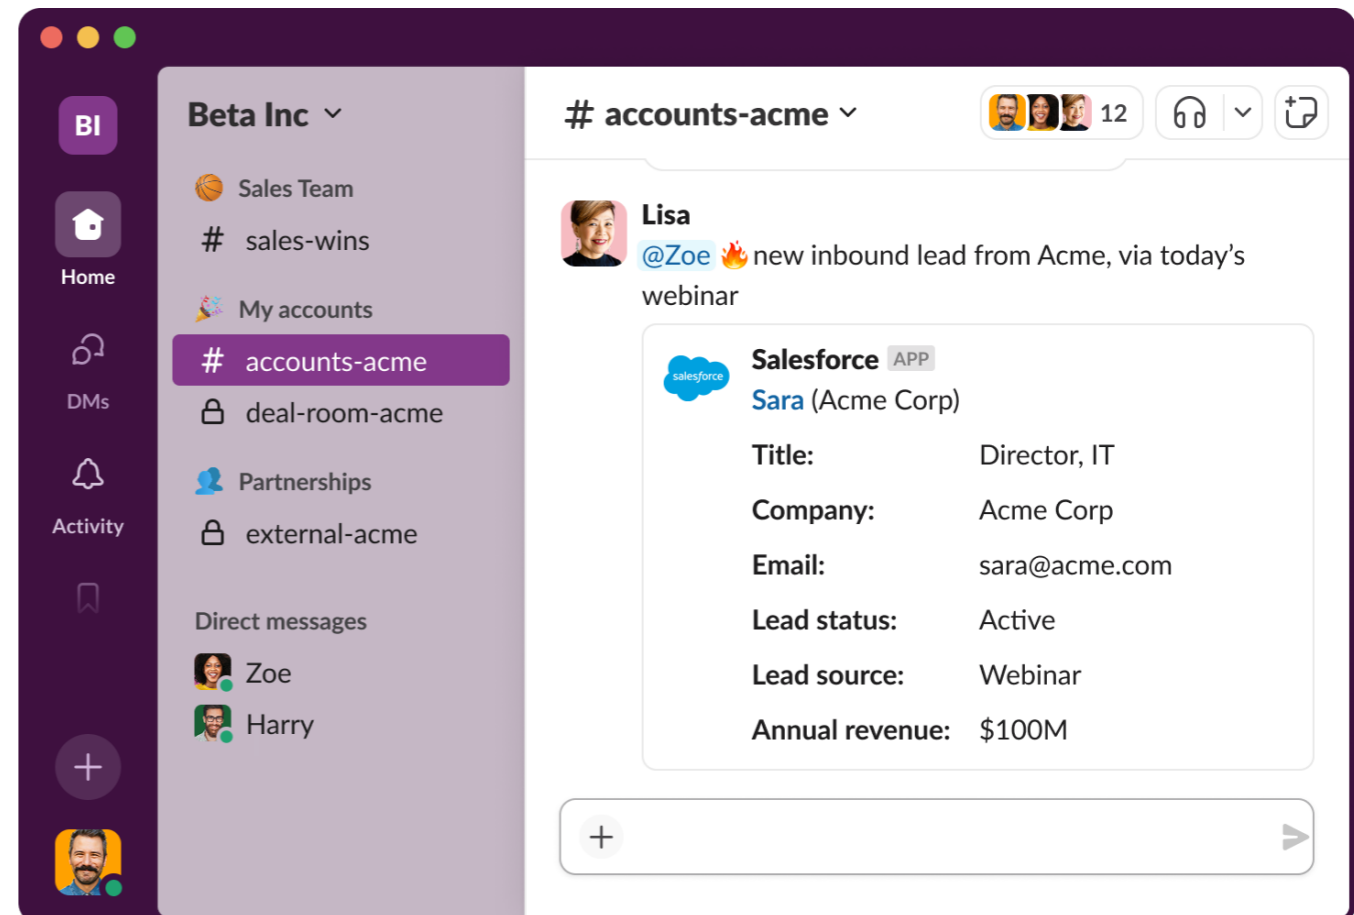 BI
Home
DMs
Activity
Beta Inc
Sales Team
# sales-wins
My accounts
# accounts-acme
deal-room-acme
Partnerships
external-acme
Direct messages
Zoe
Harry
# accounts-acme
12
Lisa
@Zoe 🔥 new inbound lead from Acme, via today’s
webinar
salesforce
Salesforce APP
Sara (Acme Corp)
Title: Director, IT
Company: Acme Corp
Email: sara@acme.com
Lead status: Active
Lead source: Webinar
Annual revenue: $100M